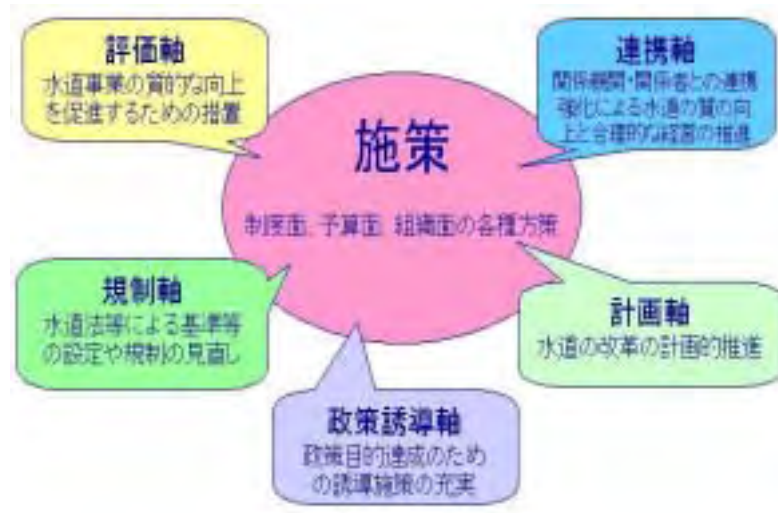 評価軸
水道事業の質的な向上
を促進するための措置
連携軸
関係機関・関係者との連携
強化による水道の質の向
上と合理的な経営の推進
施策
制度面、予算面、組織面の各種方策
規制軸
水道法等による基準等
の設定や規制の見直し
計画軸
水道の改革の計画的推進
政策誘導軸
政策目的達成のため
の誘導施策の充実